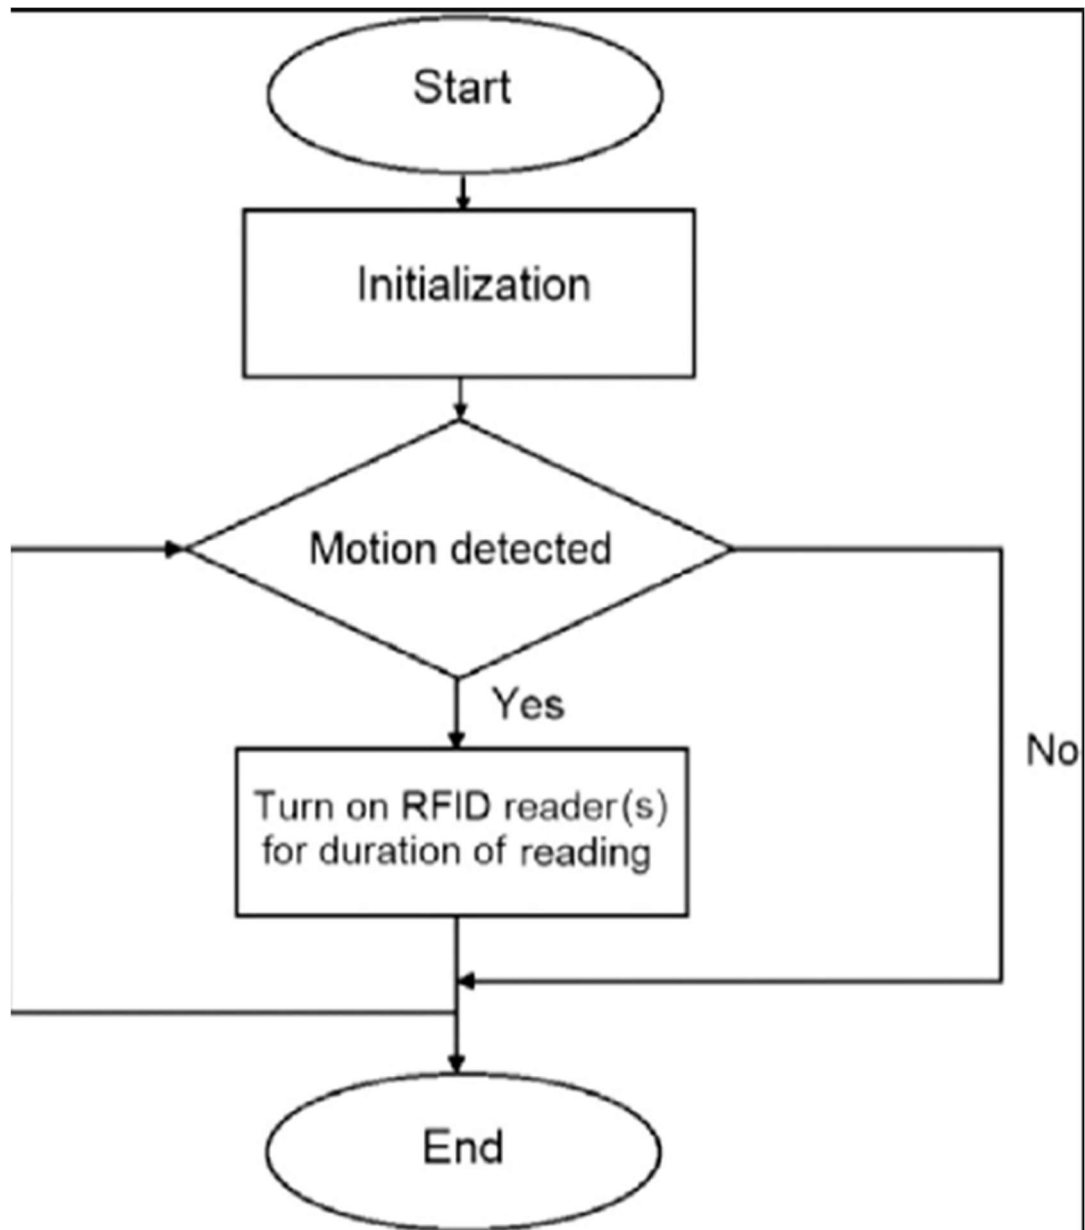 Start
Initialization
Motion detected
Yes
No
Turn on RFID reader(s)
for duration of reading
End